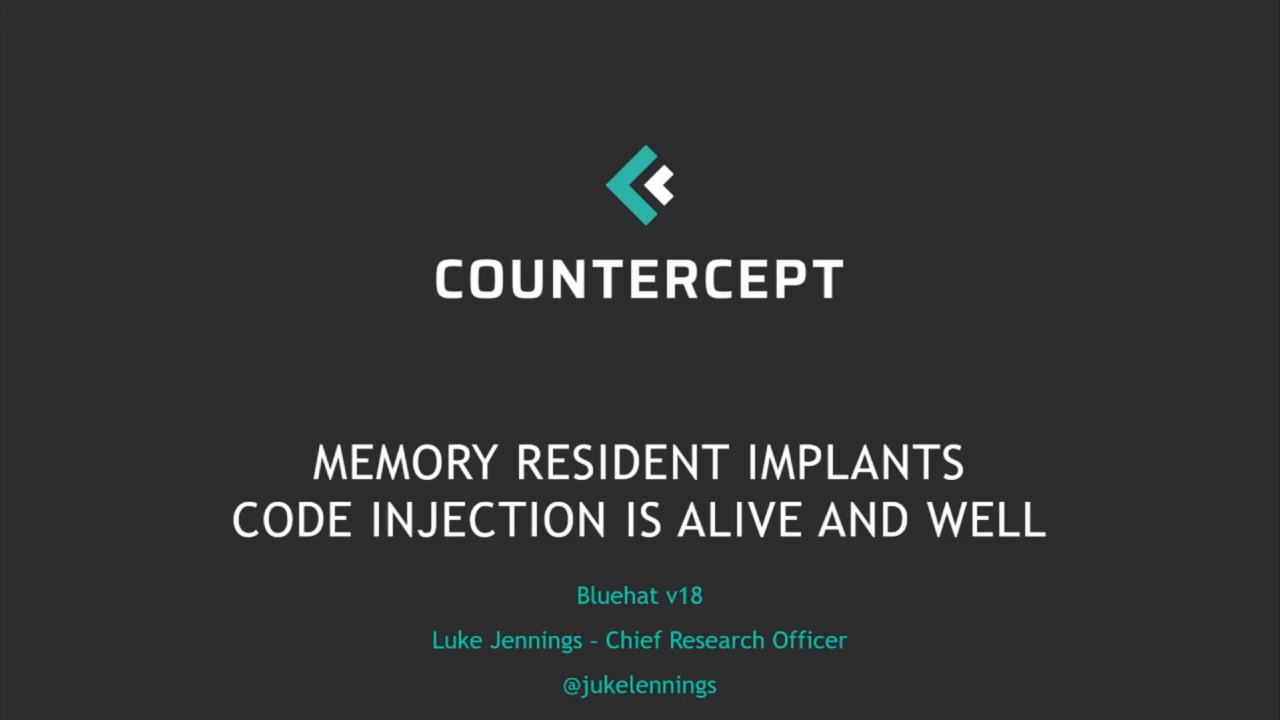 COUNTERCEPT
MEMORY RESIDENT IMPLANTS
CODE INJECTION IS ALIVE AND WELL
Bluehat v18
Luke Jennings – Chief Research Officer
@jukelennings